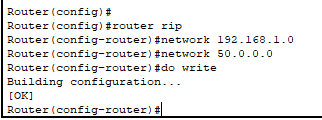 Router(config)#
Router(config)#router rip
Router(config-router)#network 192.168.1.0
Router(config-router)#network 50.0.0.0
Router(config-router)#do write
Building configuration...
[OK]
Router(config-router)#